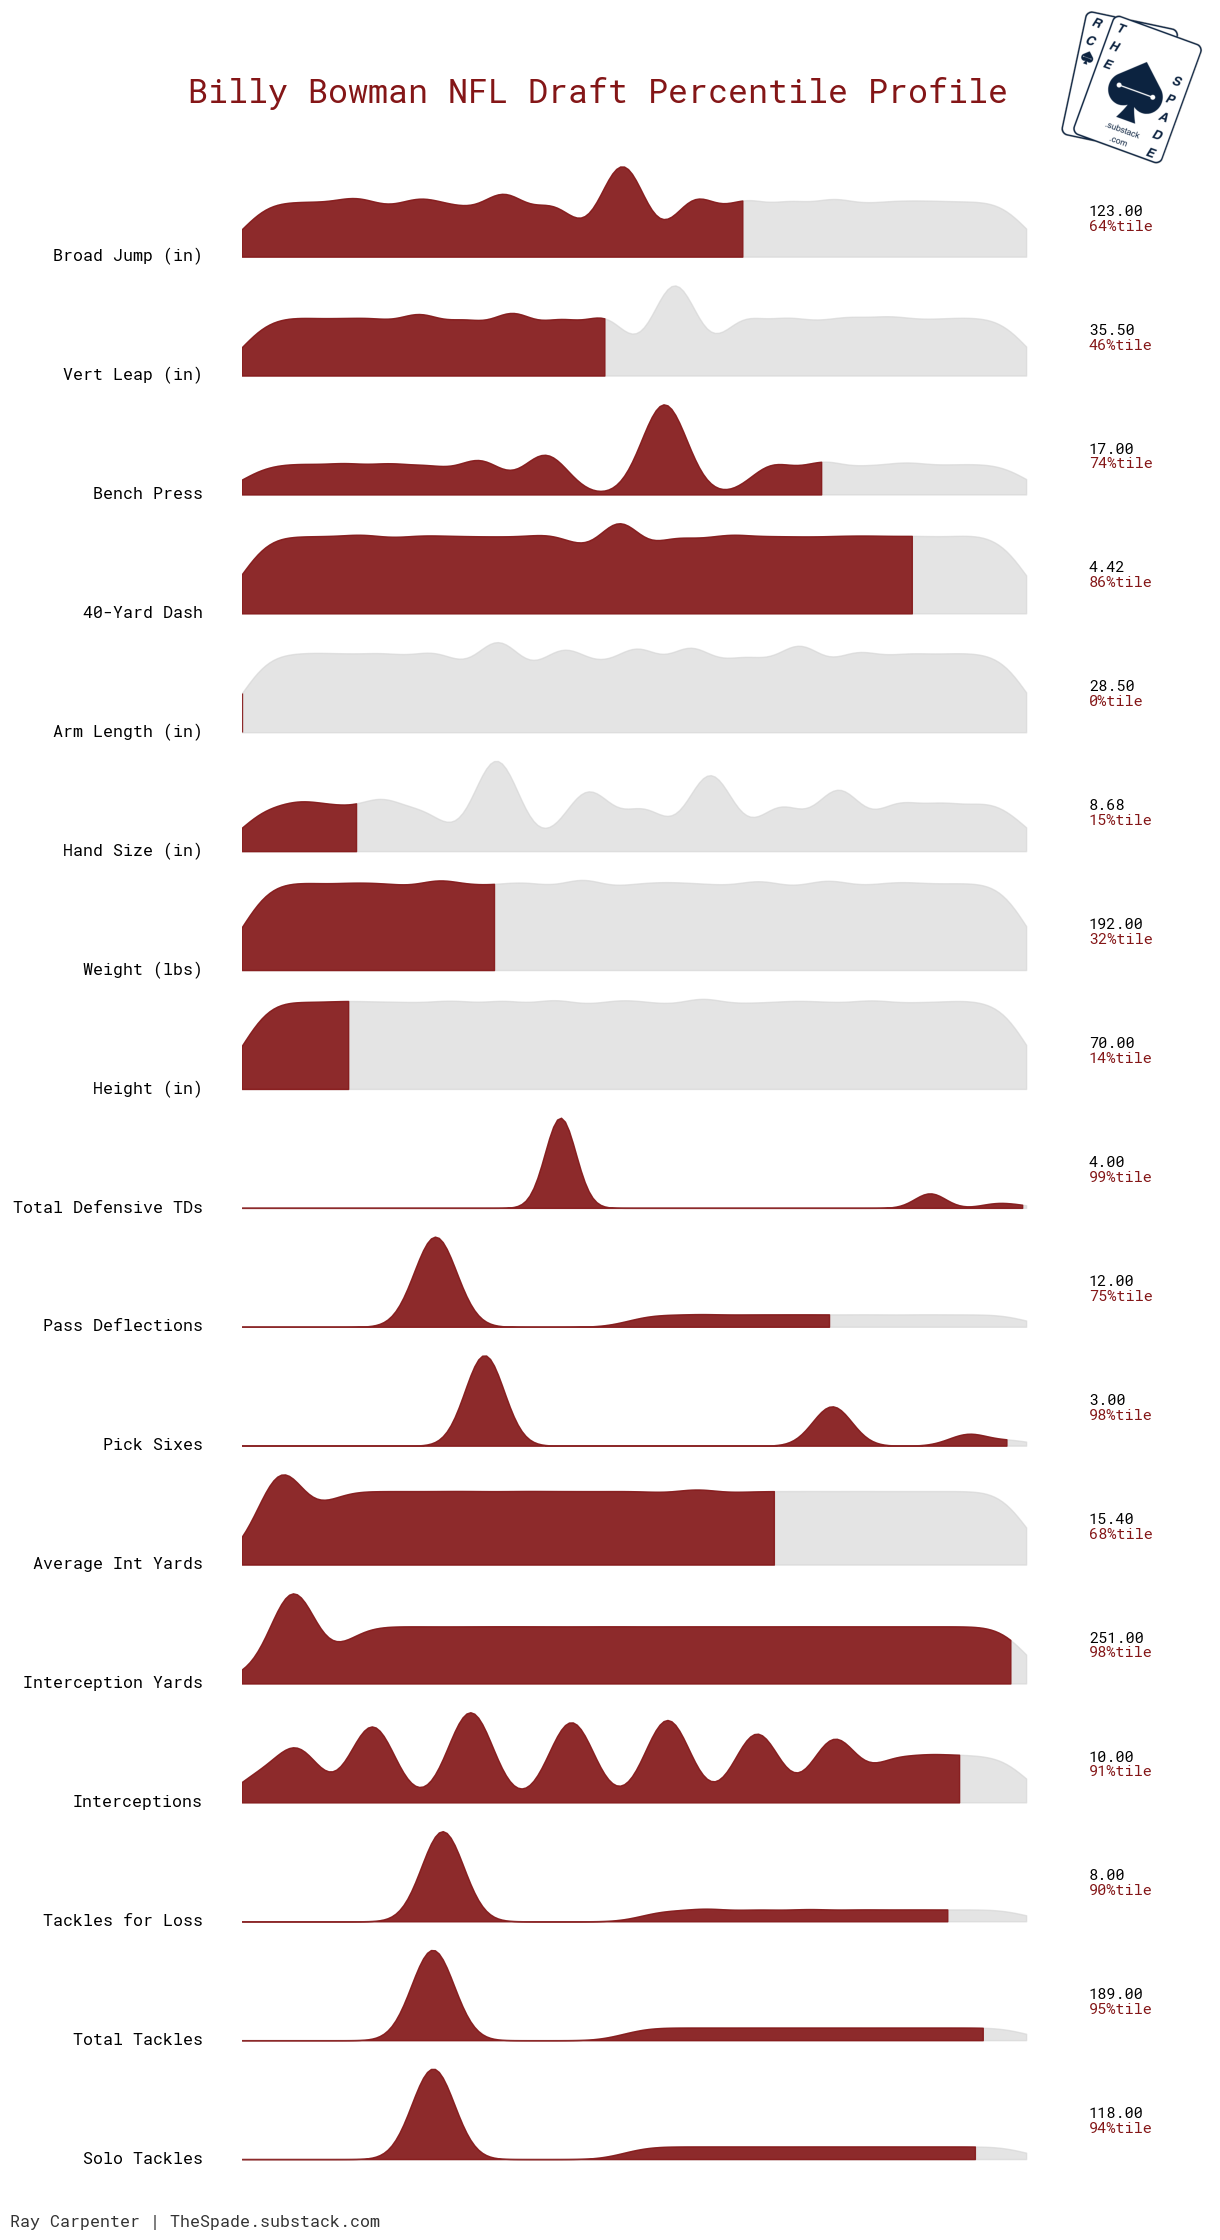 R
C
T
H
E
S
P
A
D
E
.substack
.com
Billy Bowman NFL Draft Percentile Profile
Broad Jump (in)
123.00
64%tile
Vert Leap (in)
35.50
46%tile
Bench Press
17.00
74%tile
40-Yard Dash
4.42
86%tile
Arm Length (in)
28.50
0%tile
Hand Size (in)
8.68
15%tile
Weight (lbs)
192.00
32%tile
Height (in)
70.00
14%tile
Total Defensive TDs
4.00
99%tile
Pass Deflections
12.00
75%tile
Pick Sixes
3.00
98%tile
Average Int Yards
15.40
68%tile
Interception Yards
251.00
98%tile
Interceptions
10.00
91%tile
Tackles for Loss
8.00
90%tile
Total Tackles
189.00
95%tile
Solo Tackles
118.00
94%tile
Ray Carpenter | TheSpade.substack.com